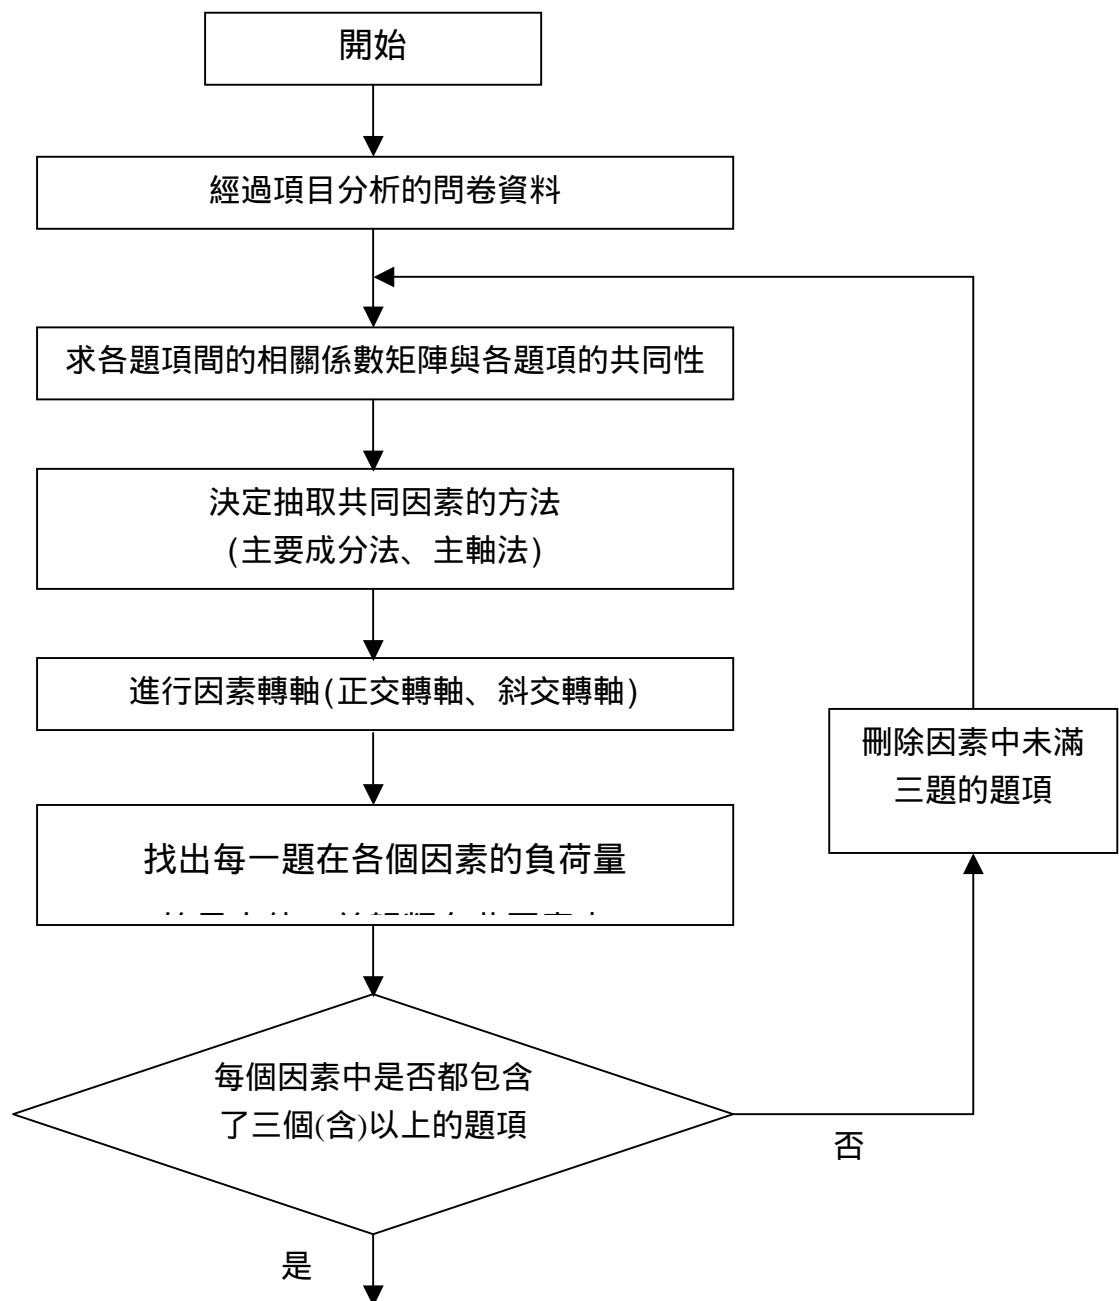 開始
經過項目分析的問卷資料
求各題項間的相關係數矩陣與各題項的共同性
決定抽取共同因素的方法
(主要成分法、主軸法)
進行因素轉軸(正交轉軸、斜交轉軸)
刪除因素中未滿
三題的題項
找出每一題在各個因素的負荷量
每個因素中是否都包含
了三個(含)以上的題項
否
是